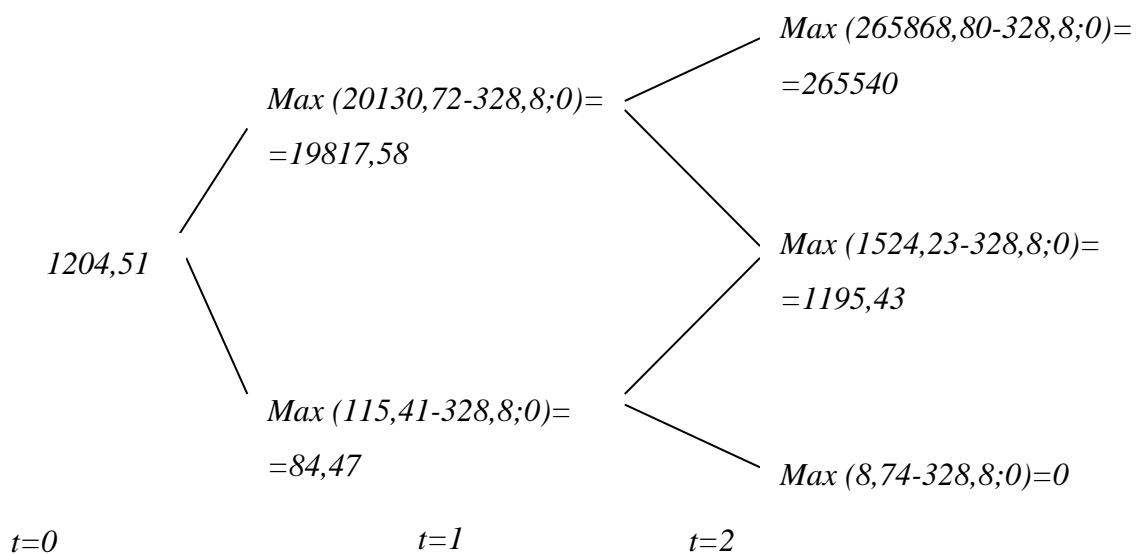 Max (265868,80-328,8;0)=
=265540
Max (20130,72-328,8;0)=
=19817,58
1204,51
Max (1524,23-328,8;0)=
=1195,43
Max (115,41-328,8;0)=
=84,47
Max (8,74-328,8;0)=0
t=0
t=1
t=2